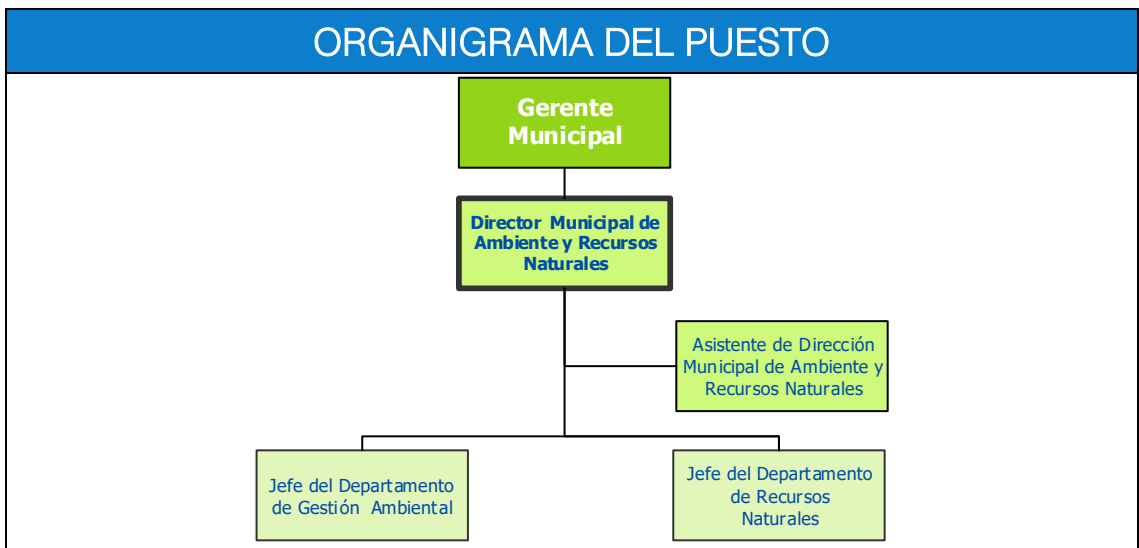 ORGANIGRAMA DEL PUESTO
Gerente
Municipal
Director Municipal de
Ambiente y Recursos
Naturales
Asistente de Dirección
Municipal de Ambiente y
Recursos Naturales
Jefe del Departamento
de Gestión Ambiental
Jefe del Departamento
de Recursos
Naturales